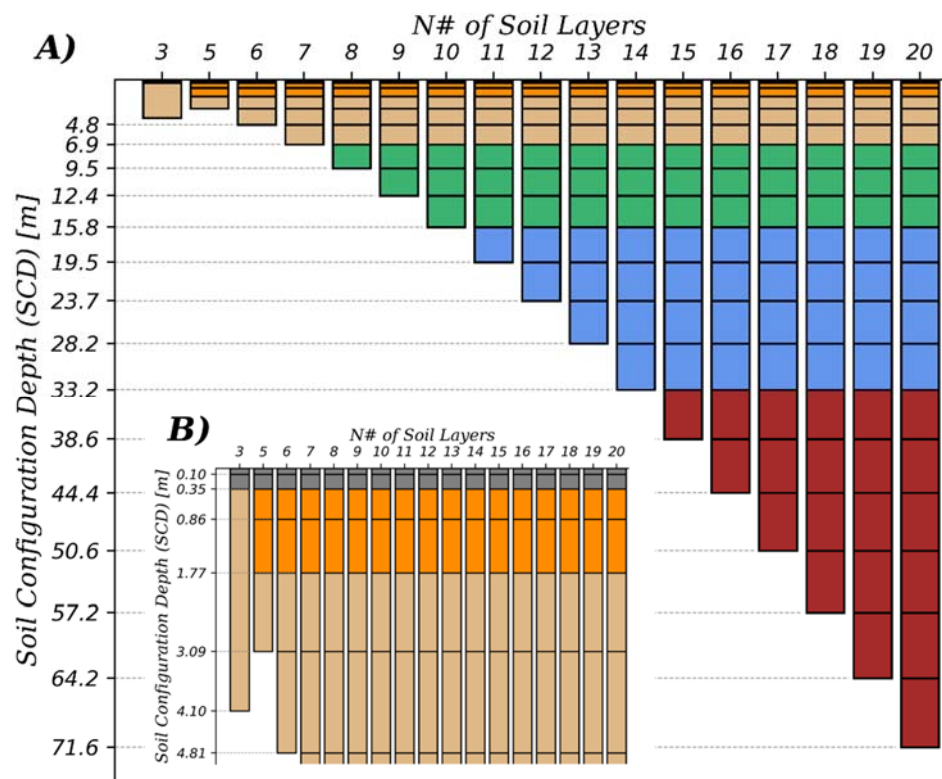 N# of Soil Layers
A)
3 5 6 7 8 9 10 11 12 13 14 15 16 17 18 19 20
Soil Configuration Depth (SCD) [m]
4.8
6.9
9.5
12.4
15.8
19.5
23.7
28.2
33.2
38.6
44.4
50.6
57.2
64.2
71.6
B)
N# of Soil Layers
3 5 6 7 8 9 10 11 12 13 14 15 16 17 18 19 20
Soil Configuration Depth (SCD) [m]
0.10
0.35
0.86
1.77
3.09
4.10
4.81